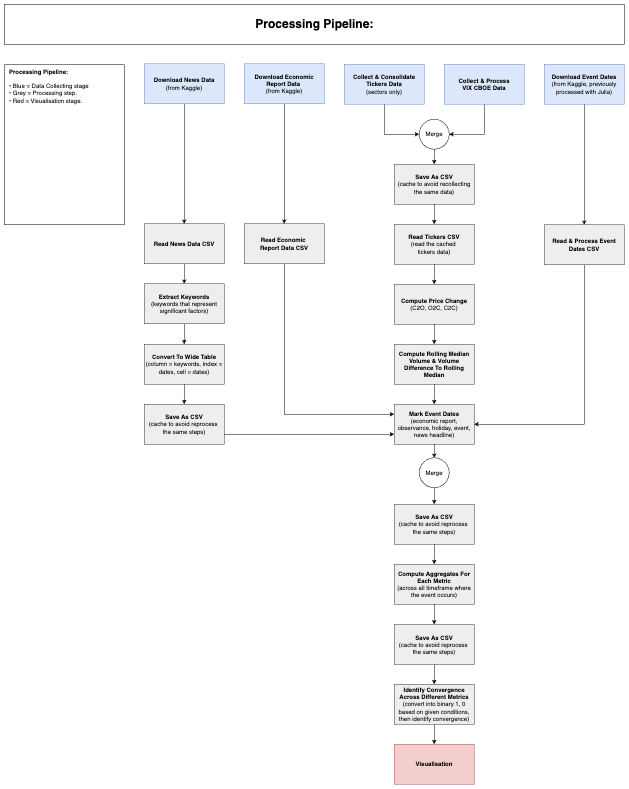 Processing Pipeline:
Processing Pipeline:
• Blue = Data Collecting stage
• Grey = Processing step.
• Red = Visualisation stage.
Download News Data
(from Kaggle)
Download Economic
Report Data
(from Kaggle)
Collect & Consolidate
Tickers Data
(sectors only)
Collect & Process
VIX CBOE Data
Download Event Dates
(from Kaggle, previously
processed with Julia)
Merge
Save As CSV
(cache to avoid recollecting
the same data)
Read News Data CSV
Read Economic
Report Data CSV
Read Tickers CSV
(read the cached
tickers data)
Read & Process Event
Dates CSV
Extract Keywords
(keywords that represent
significant factors)
Compute Price Change
(C2O, O2C, C2C)
Convert To Wide Table
(column = keywords, index =
dates, cell = dates)
Compute Rolling Median
Volume & Volume
Difference To Rolling
Median
Save As CSV
(cache to avoid reprocess
the same steps)
Mark Event Dates
(economic report,
observance, holiday, event,
news headline)
Merge
Save As CSV
(cache to avoid reprocess
the same steps)
Compute Aggregates For
Each Metric
(across all timeframe where
the event occurs)
Save As CSV
(cache to avoid reprocess
the same steps)
Identify Convergence
Across Different Metrics
(convert into binary 1, 0
based on given conditions,
then identify convergence)
Visualisation